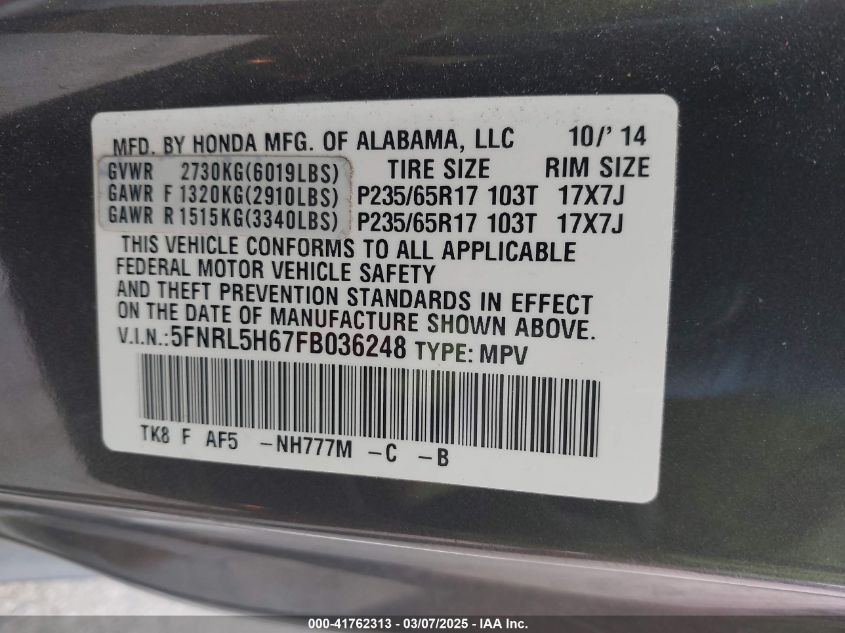 MFD. BY HONDA MFG. OF ALABAMA, LLC 10/'14
GVWR 2730KG(6019LBS) TIRE SIZE RIM SIZE
GAWR F 1320KG(2910LBS) P235/65R17 103T 17X7J
GAWR R 1515KG(3340LBS) P235/65R17 103T 17X7J
THIS VEHICLE CONFORMS TO ALL APPLICABLE
FEDERAL MOTOR VEHICLE SAFETY
AND THEFT PREVENTION STANDARDS IN EFFECT
ON THE DATE OF MANUFACTURE SHOWN ABOVE.
V.I.N.:5FNRL5H67FB036248 TYPE: MPV
TK8 F AF5 -NH777M -C -B
000-41762313 - 03/07/2025 - IAA Inc.